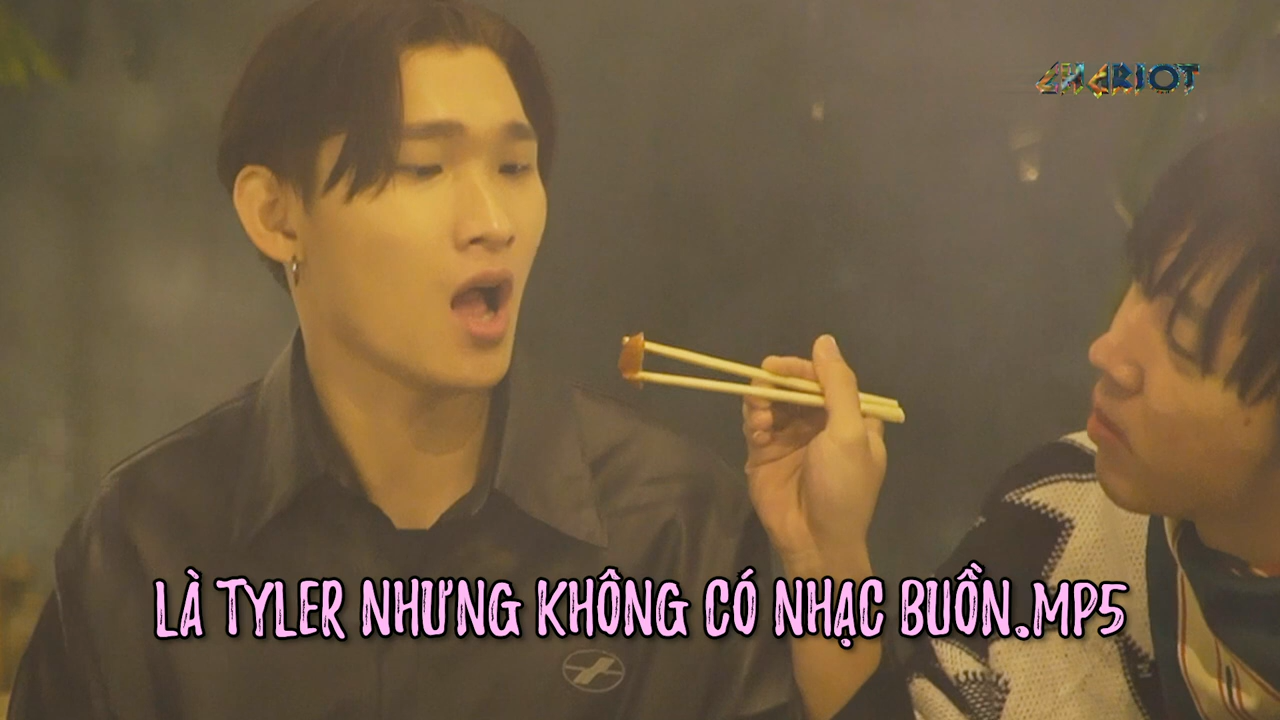 CHARIOT
LÀ TYLER NHƯNG KHÔNG CÓ NHẠC BUỒN.MP5